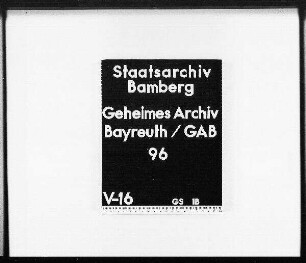 Staatsarchiv
Bamberg
Geheimes Archiv
Bayreuth / GAB
96
V-16 GS 18